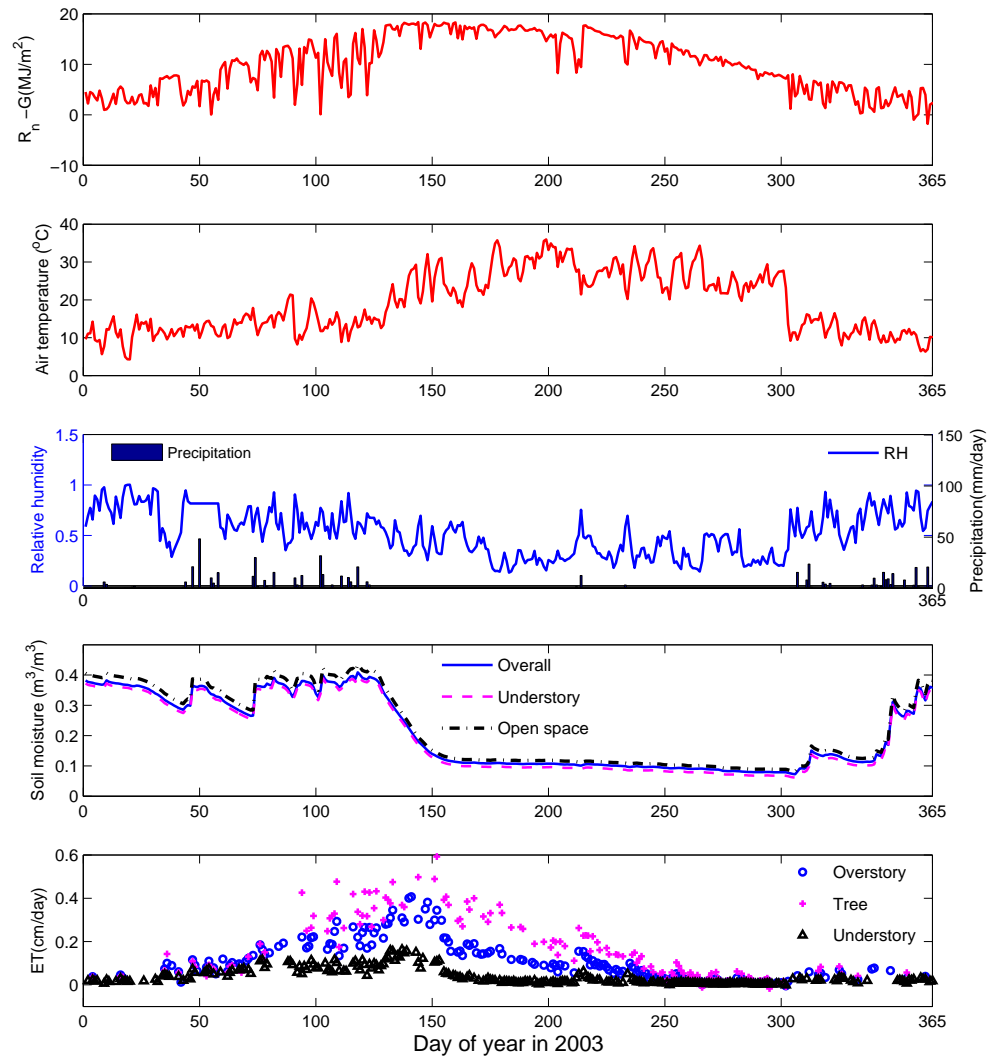 20
10
0
−10
R_n −G(MJ/m²)
0 50 100 150 200 250 300 365
40
30
20
10
0
Air temperature (°C)
0 50 100 150 200 250 300 365
1.5
1
0.5
0
Relative humidity
Precipitation
RH
150
100
50
0
Precipitation(mm/day)
0 365
0.4
0.3
0.2
0.1
0
Soil moisture (m³/m³)
Overall
Understory
Open space
0 50 100 150 200 250 300 365
0.6
0.4
0.2
0
ET(cm/day)
Overstory
Tree
Understory
0 50 100 150 200 250 300 365
Day of year in 2003